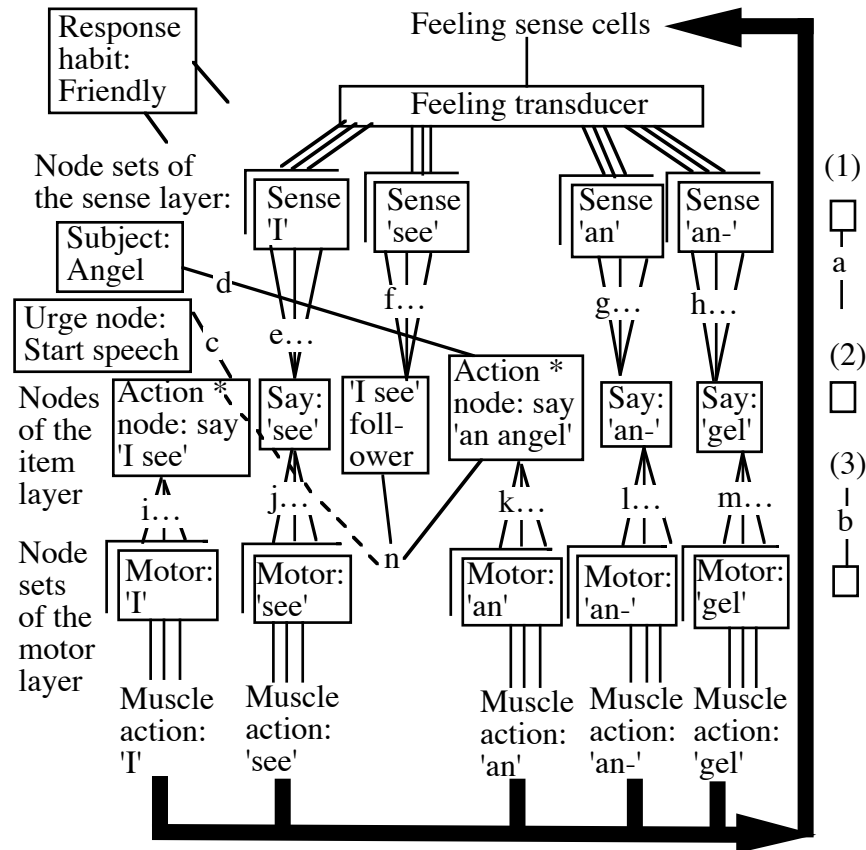 Response
habit:
Friendly
Feeling sense cells
Feeling transducer
Node sets of
the sense layer:
Sense
'I'
Sense
'see'
Sense
'an'
Sense
'an-'
(1)
a
(2)
(3)
b
Subject:
Angel
d
Urge node:
Start speech
c
e…
f…
g…
h…
Nodes
of the
item
layer
Action *
node: say
'I see'
Say:
'see'
'I see'
foll-
ower
Action *
node: say
'an angel'
Say:
'an-'
Say:
'gel'
i…
j…
k…
l…
m…
n
Node
sets
of the
motor
layer
Motor:
'I'
Motor:
'see'
Motor:
'an'
Motor:
'an-'
Motor:
'gel'
Muscle
action:
'I'
Muscle
action:
'see'
Muscle
action:
'an'
Muscle
action:
'an-'
Muscle
action:
'gel'